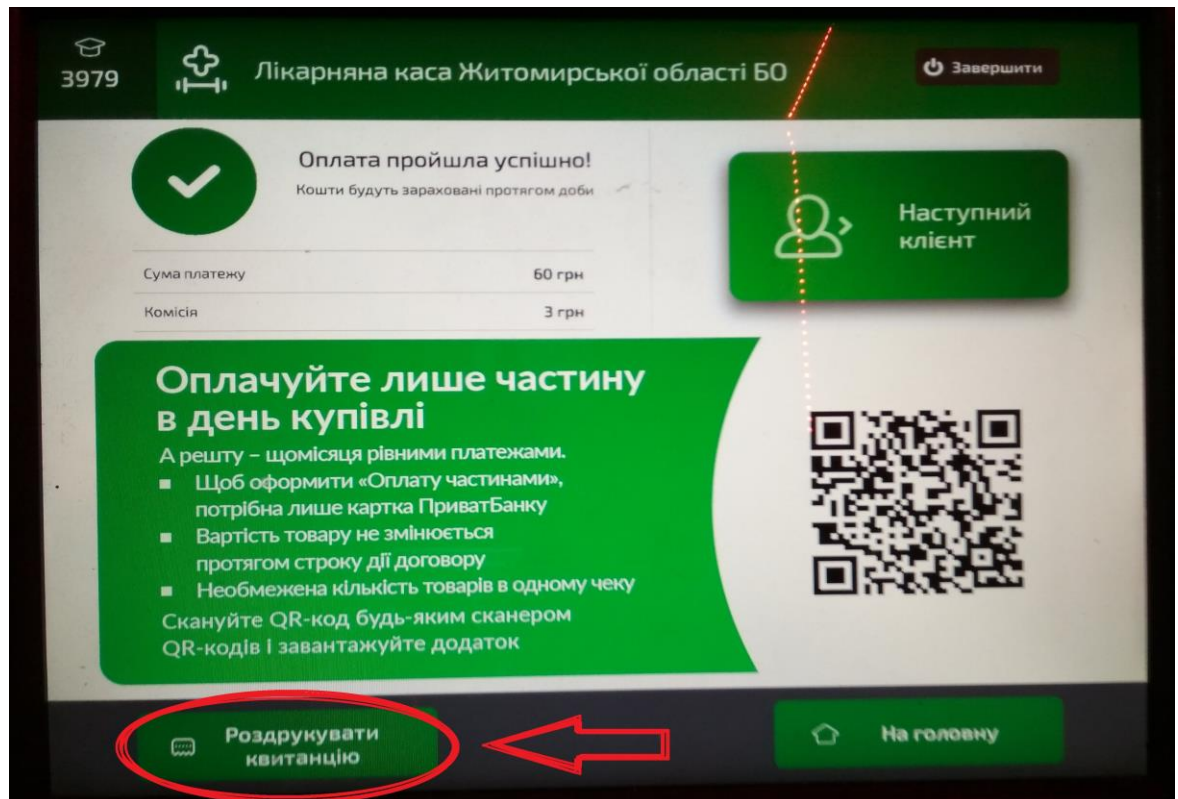 3979
Лікарняна каса Житомирської області БО
Завершити
Оплата пройшла успішно!
Кошти будуть зараховані протягом доби
Наступний
клієнт
Сума платежу 60 грн
Комісія 3 грн
Оплачуйте лише частину
в день купівлі
А решту – щомісяця рівними платежами.
▪ Щоб оформити «Оплату частинами»,
потрібна лише картка ПриватБанку
▪ Вартість товару не змінюється
протягом строку дії договору
▪ Необмежена кількість товарів в одному чеку
Скануйте QR-код будь-яким сканером
QR-кодів і завантажуйте додаток
Роздрукувати
квитанцію
На головну